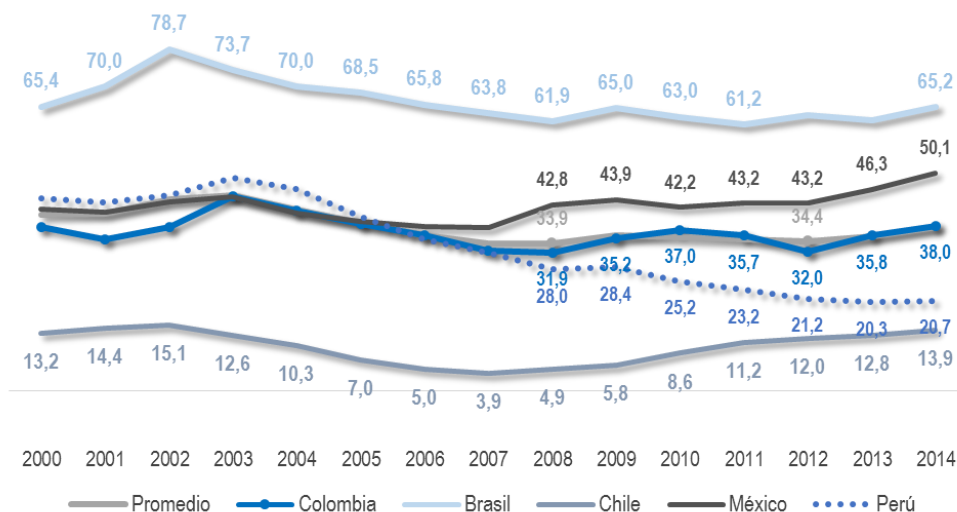 65,4 70,0 78,7 73,7 70,0 68,5 65,8 63,8 61,9 65,0 63,0 61,2 65,2
42,8 43,9 42,2 43,2 43,2 46,3 50,1
33,9 34,4
31,9 35,2 37,0 35,7 32,0 35,8 38,0
28,0 28,4 25,2 23,2 21,2 20,3 20,7
13,2 14,4 15,1 12,6 10,3 7,0 5,0 3,9 4,9 5,8 8,6 11,2 12,0 12,8 13,9
2000 2001 2002 2003 2004 2005 2006 2007 2008 2009 2010 2011 2012 2013 2014
Promedio Colombia Brasil Chile México Perú